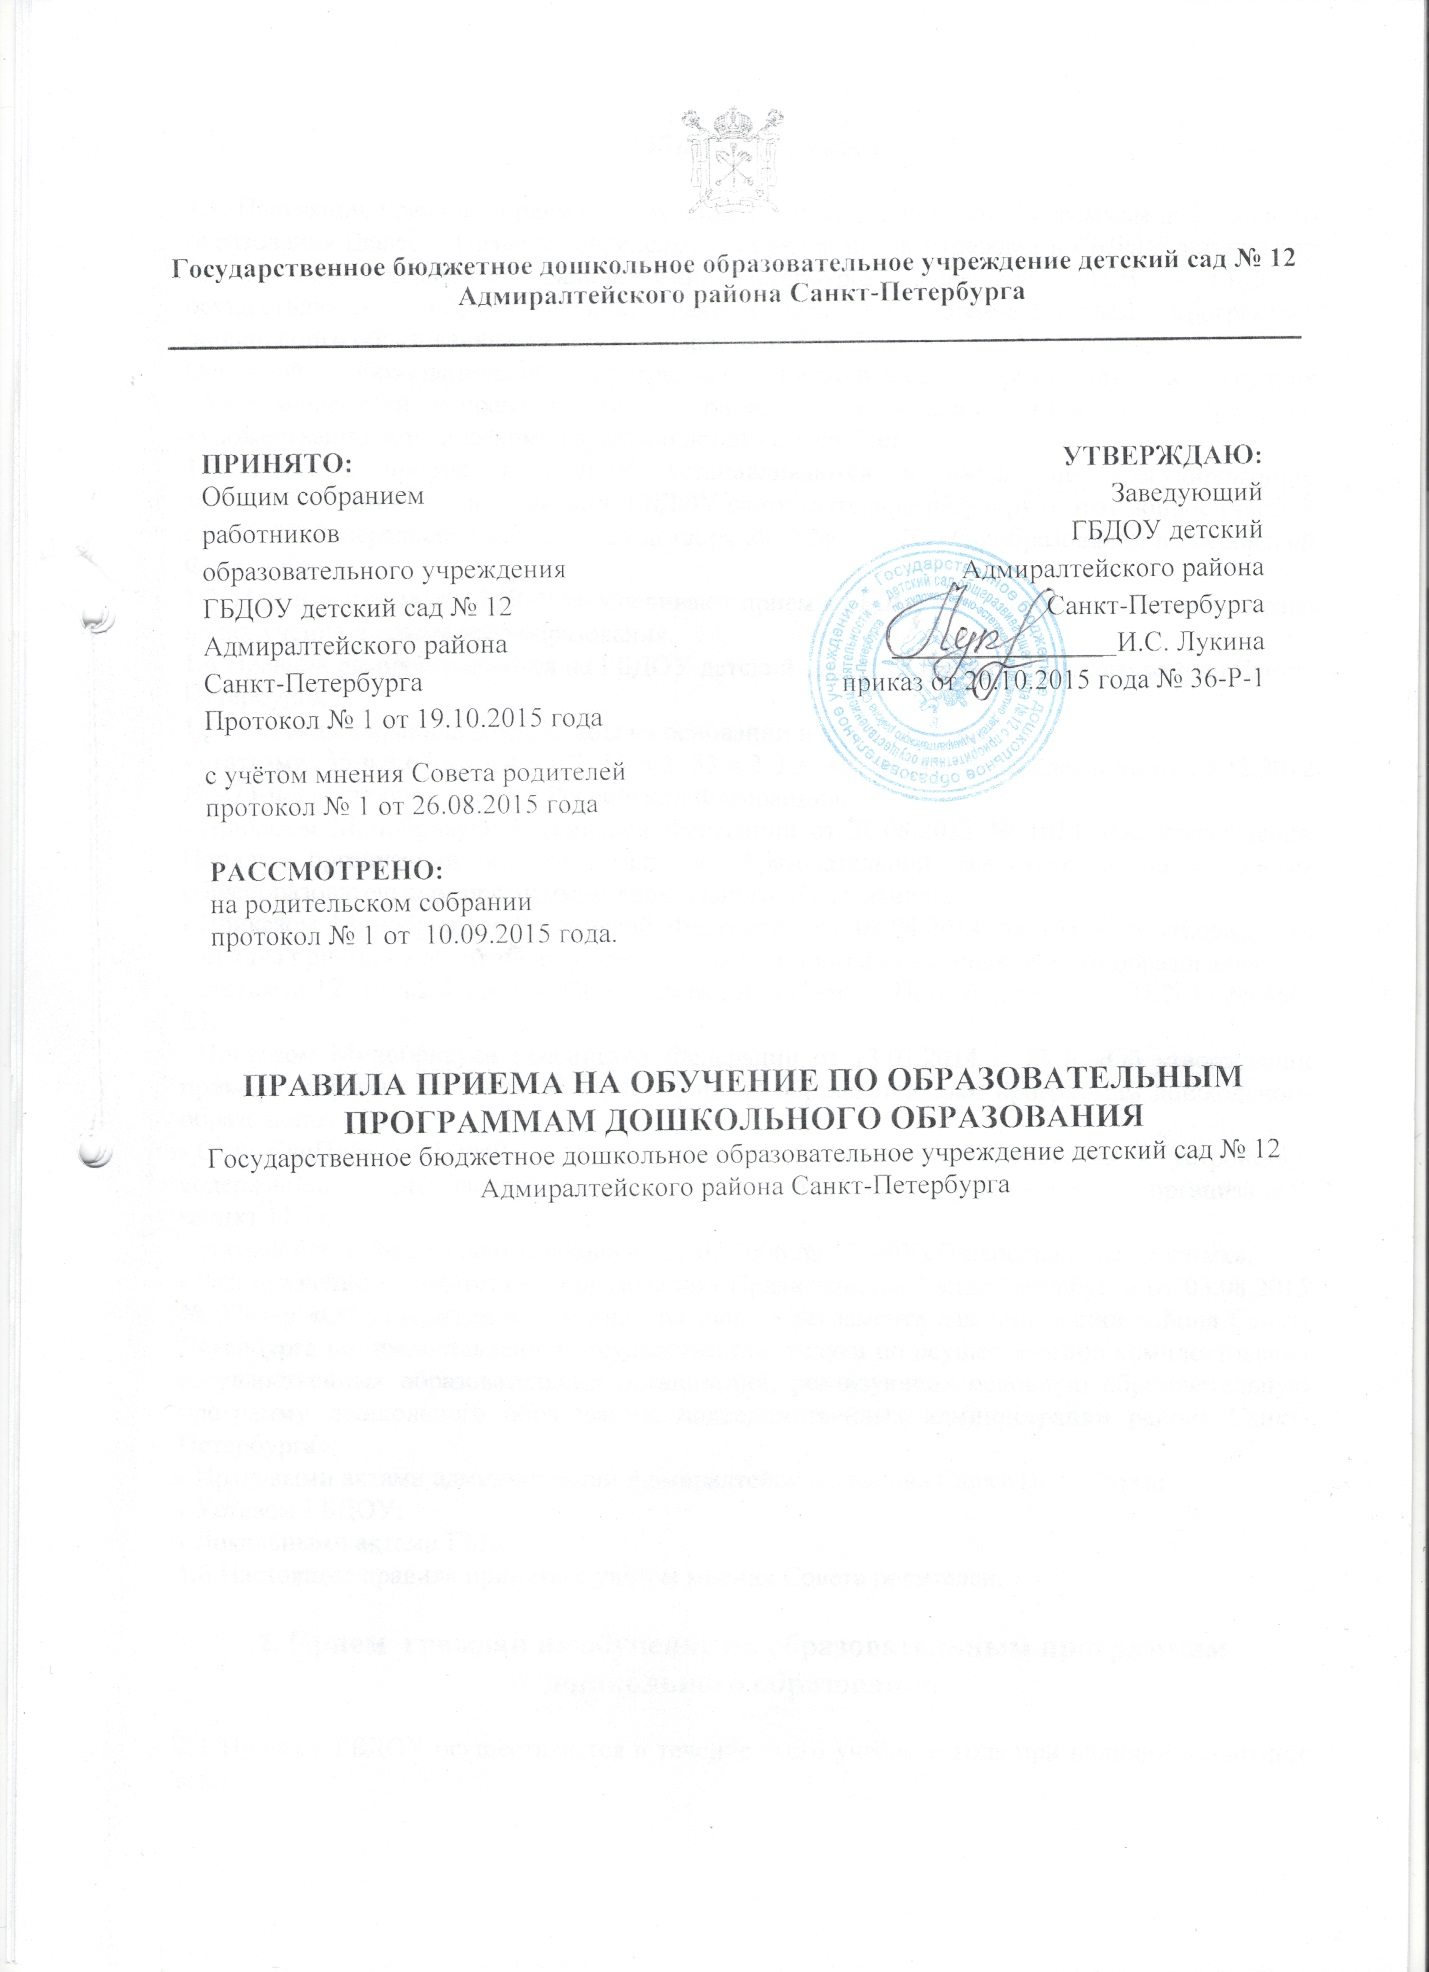 Государственное бюджетное дошкольное образовательное учреждение детский сад № 12
Адмиралтейского района Санкт-Петербурга
ПРИНЯТО:
Общим собранием
работников
образовательного учреждения
ГБДОУ детский сад № 12
Адмиралтейского района
Санкт-Петербурга
Протокол № 1 от 19.10.2015 года
с учётом мнения Совета родителей
протокол № 1 от 26.08.2015 года
РАССМОТРЕНО:
на родительском собрании
протокол № 1 от 10.09.2015 года.
УТВЕРЖДАЮ:
Заведующий
ГБДОУ детский
Адмиралтейского района
Санкт-Петербурга
И.С. Лукина
приказ от 20.10.2015 года № 36-Р-1
ПРАВИЛА ПРИЕМА НА ОБУЧЕНИЕ ПО ОБРАЗОВАТЕЛЬНЫМ
ПРОГРАММАМ ДОШКОЛЬНОГО ОБРАЗОВАНИЯ
Государственное бюджетное дошкольное образовательное учреждение детский сад № 12
Адмиралтейского района Санкт-Петербурга